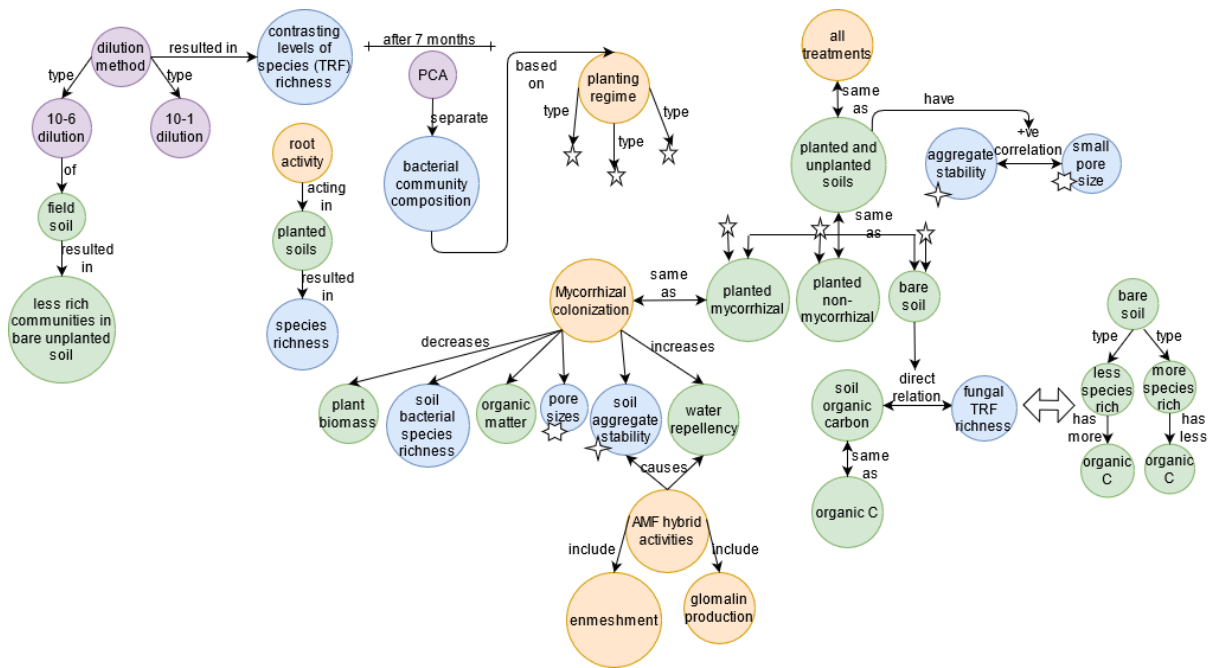 dilution
method
resulted in
contrasting
levels of
species (TRF)
richness
after 7 months
type
type
10-6
dilution
10-1
dilution
of
field
soil
resulted
in
less rich
communities in
bare unplanted
soil
root
activity
acting
in
planted
soils
resulted
in
species
richness
PCA
separate
bacterial
community
composition
based
on
planting
regime
type
type
type
all
treatments
same
as
have
planted and
unplanted
soils
+ve
correlation
aggregate
stability
small
pore
size
same
as
planted
mycorrhizal
planted
non-
mycorrhizal
bare
soil
same
as
Mycorrhizal
colonization
decreases
increases
plant
biomass
soil
bacterial
species
richness
organic
matter
pore
sizes
soil
aggregate
stability
water
repellency
causes
AMF hybrid
activities
include
include
enmeshment
glomalin
production
direct
relation
soil
organic
carbon
fungal
TRF
richness
same
as
organic C
bare
soil
type
type
less
species
rich
more
species
rich
has
more
has
less
organic
C
organic
C